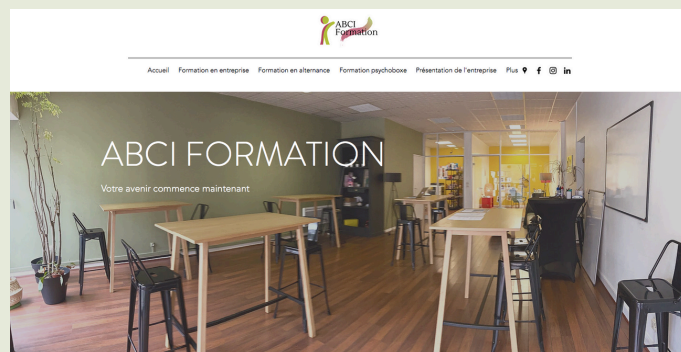 ABCI
Formation
Accueil Formation en entreprise Formation en alternance Formation psychoboxe Présentation de l'entreprise Plus
ABCI FORMATION
Votre avenir commence maintenant